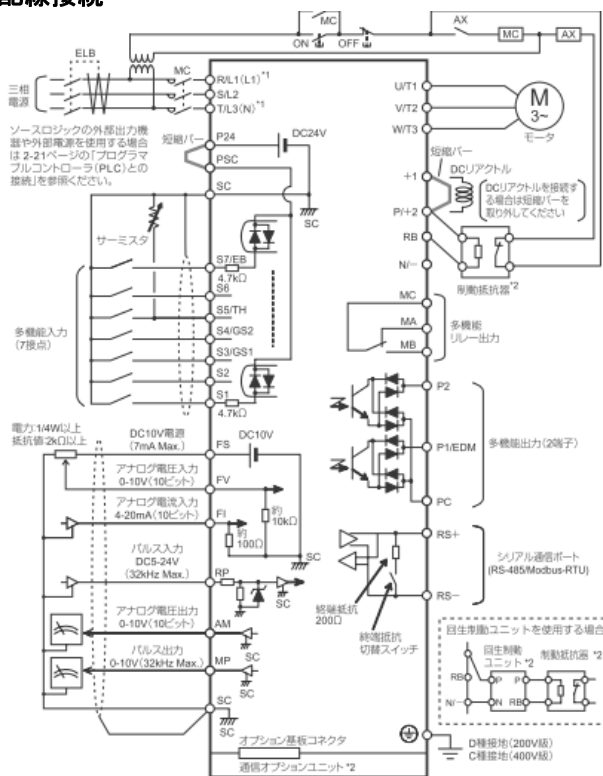 配線接続
MC
ELB
ON
OFF
AX
MC
AX
MC
三相
電源
R/L1(L1)*1
S/L2
T/L3(N)*1
U/T1
V/T2
W/T3
M
3~
モータ
ソースロジックの外部出力機
器や外部電源を使用する場合
は 2-21ページの「プログラマ
ブルコントローラ(PLC)との
接続」を参照ください。
短絡バー
P24
DC24V
PSC
SC
SC
短絡バー
DCリアクトル
+1
P/+2
DCリアクトルを接続す
る場合は短絡バーを
取り外してください
RB
N/−
制動抵抗器*2
サーミスタ
S7/EB
4.7kΩ
S6
S5/TH
S4/GS2
S3/GS1
S2
S1
4.7kΩ
多機能入力
(7接点)
MC
MA
MB
多機能
リレー出力
P2
P1/EDM
PC
多機能出力(2端子)
電力:1/4W以上
抵抗値:2kΩ以上
DC10V電源
(7mA Max.)
FS
DC10V
アナログ電圧入力
0-10V(10ビット)
FV
約
10kΩ
アナログ電流入力
4-20mA(10ビット)
FI
約
100Ω
SC
パルス入力
DC5-24V
(32kHz Max.)
RP
SC
アナログ電圧出力
0-10V(10ビット)
AM
SC
パルス出力
0-10V(32kHz Max.)
MP
SC
SC
SC
RS+
RS−
シリアル通信ポート
(RS-485/Modbus-RTU)
終端抵抗
200Ω
終端抵抗
切替スイッチ
回生制動ユニットを使用する場合
回生制動
ユニット*2
制動抵抗器 *2
RB
P
P
N/−
N
RB
オプション基板コネクタ
通信オプションユニット*2
D種接地(200V級)
C種接地(400V級)